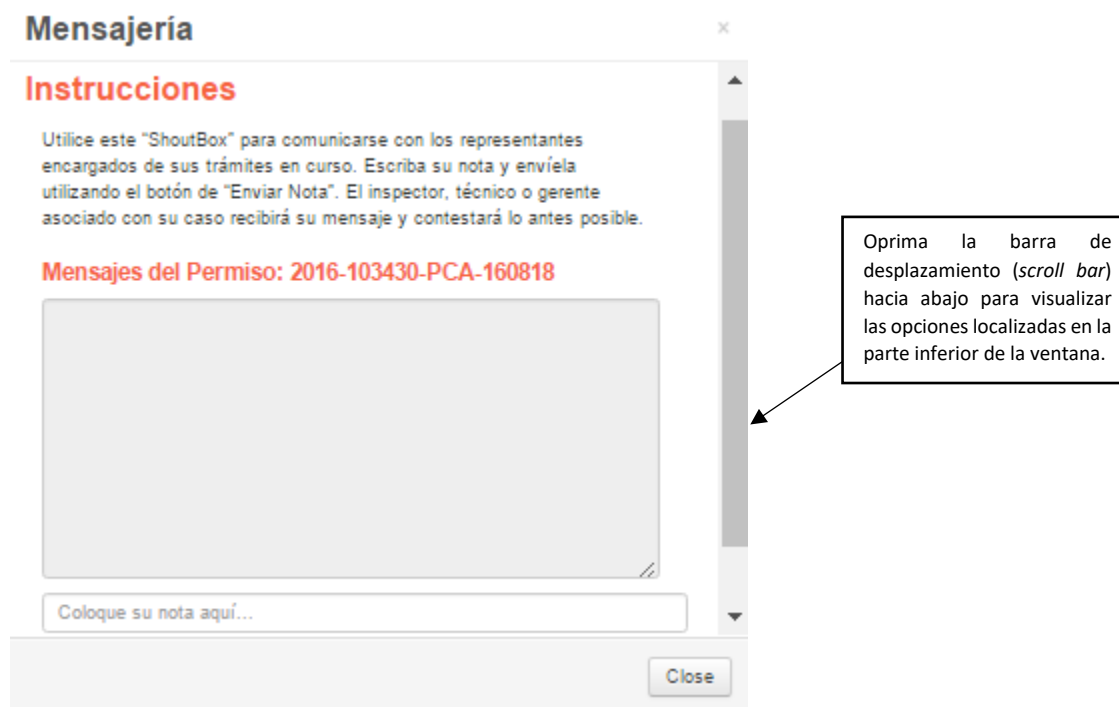 Mensajería
×
Instrucciones
Utilice este "ShoutBox" para comunicarse con los representantes
encargados de sus trámites en curso. Escriba su nota y envíela
utilizando el botón de "Enviar Nota". El inspector, técnico o gerente
asociado con su caso recibirá su mensaje y contestará lo antes posible.
Mensajes del Permiso: 2016-103430-PCA-160818
Coloque su nota aquí...
Close
Oprima la barra de
desplazamiento (scroll bar)
hacia abajo para visualizar
las opciones localizadas en la
parte inferior de la ventana.